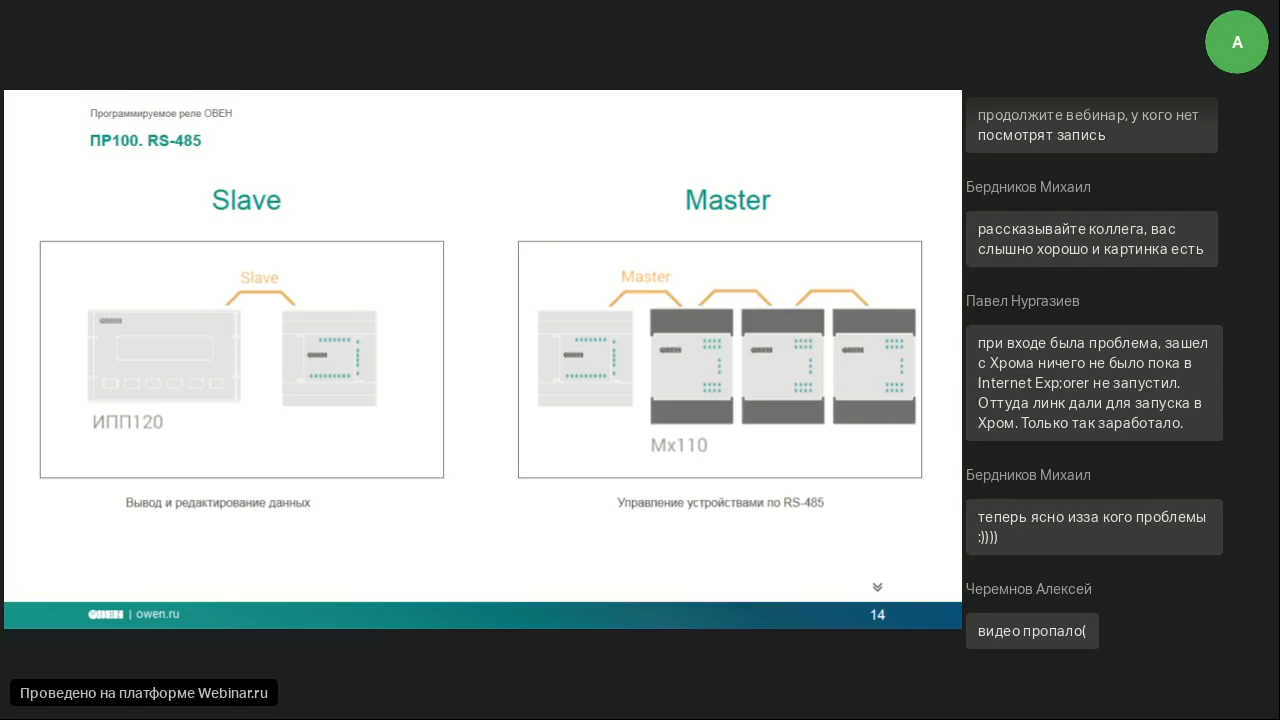 A
Программируемое реле ОВЕН
ПР100. RS-485
Slave
Master
Slave
ОВЕН
ОВЕН
ИПП120
Master
ОВЕН
ОВЕН
ОВЕН
ОВЕН
Мх110
Вывод и редактирование данных
Управление устройствами по RS-485
ОВЕН | owen.ru
14
продолжите вебинар, у кого нет
посмотрят запись
Бердников Михаил
рассказывайте коллега, вас
слышно хорошо и картинка есть
Павел Нургазиев
при входе была проблема, зашел
с Хрома ничего не было пока в
Internet Exp;orer не запустил.
Оттуда линк дали для запуска в
Хром. Только так заработало.
Бердников Михаил
теперь ясно изза кого проблемы
:))))
Черемнов Алексей
видео пропало(
Проведено на платформе Webinar.ru